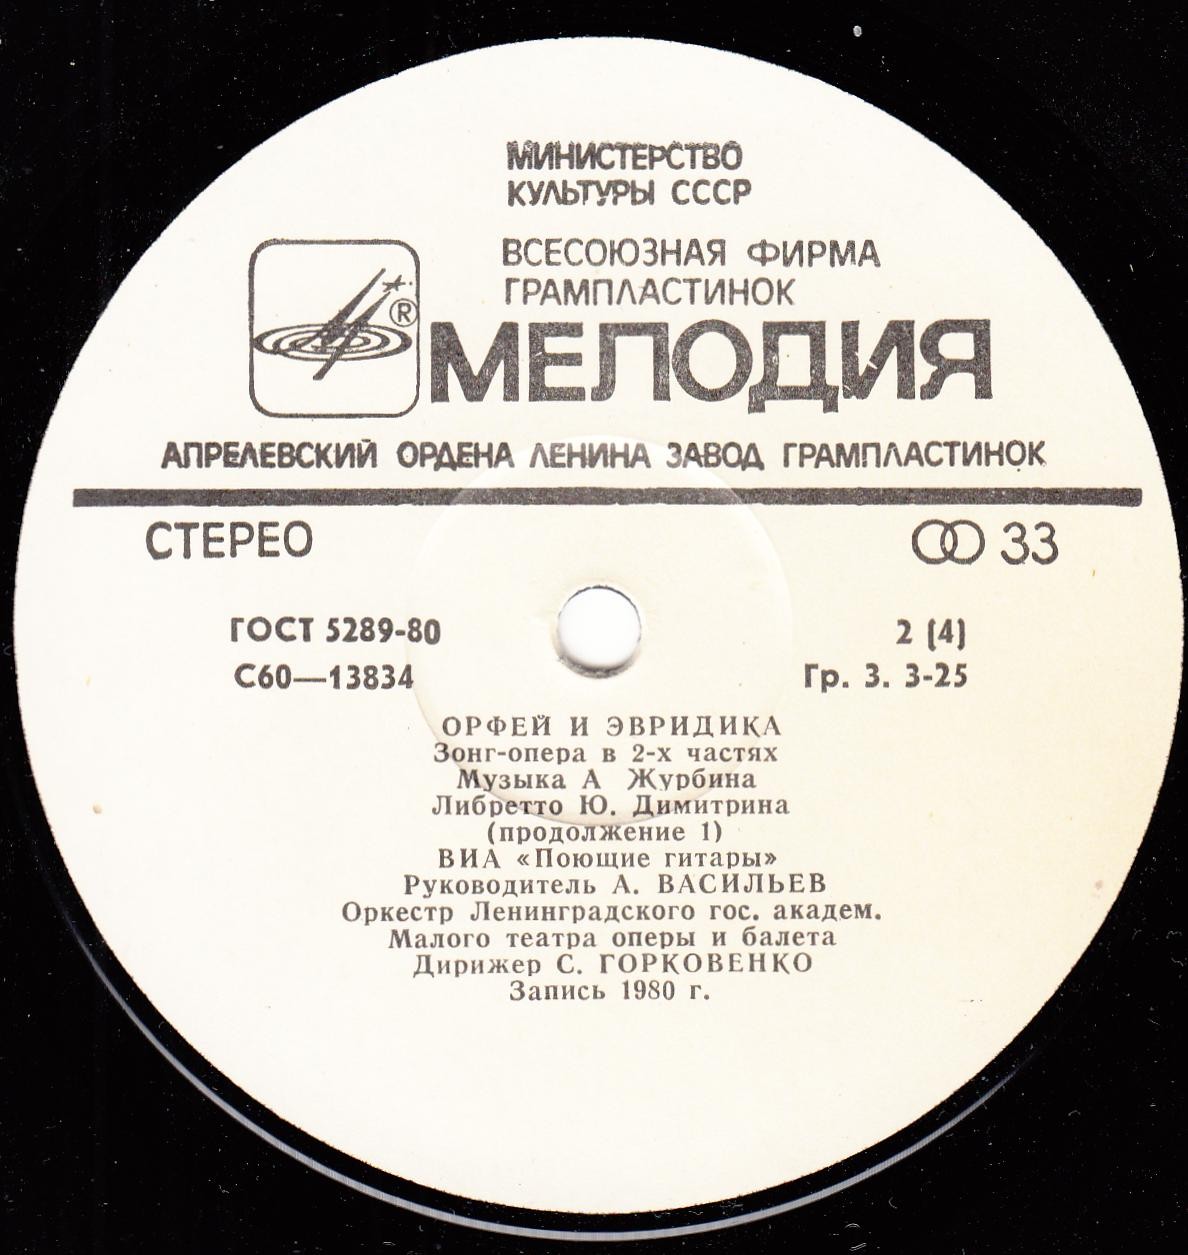 МИНИСТЕРСТВО
КУЛЬТУРЫ СССР
ВСЕСОЮЗНАЯ ФИРМА
ГРАМПЛАСТИНОК
®
МЕЛОДИЯ
АПРЕЛЕВСКИЙ ОРДЕНА ЛЕНИНА ЗАВОД ГРАМПЛАСТИНОК
СТЕРЕО 33
ГОСТ 5289-80 2 (4)
С60—13834 Гр. 3. 3-25
ОРФЕЙ И ЭВРИДИКА
Зонг-опера в 2-х частях
Музыка А Журбина
Либретто Ю. Димитрина
(продолжение 1)
ВИА «Поющие гитары»
Руководитель А. ВАСИЛЬЕВ
Оркестр Ленинградского гос. академ.
Малого театра оперы и балета
Дирижер С. ГОРКОВЕНКО
Запись 1980 г.